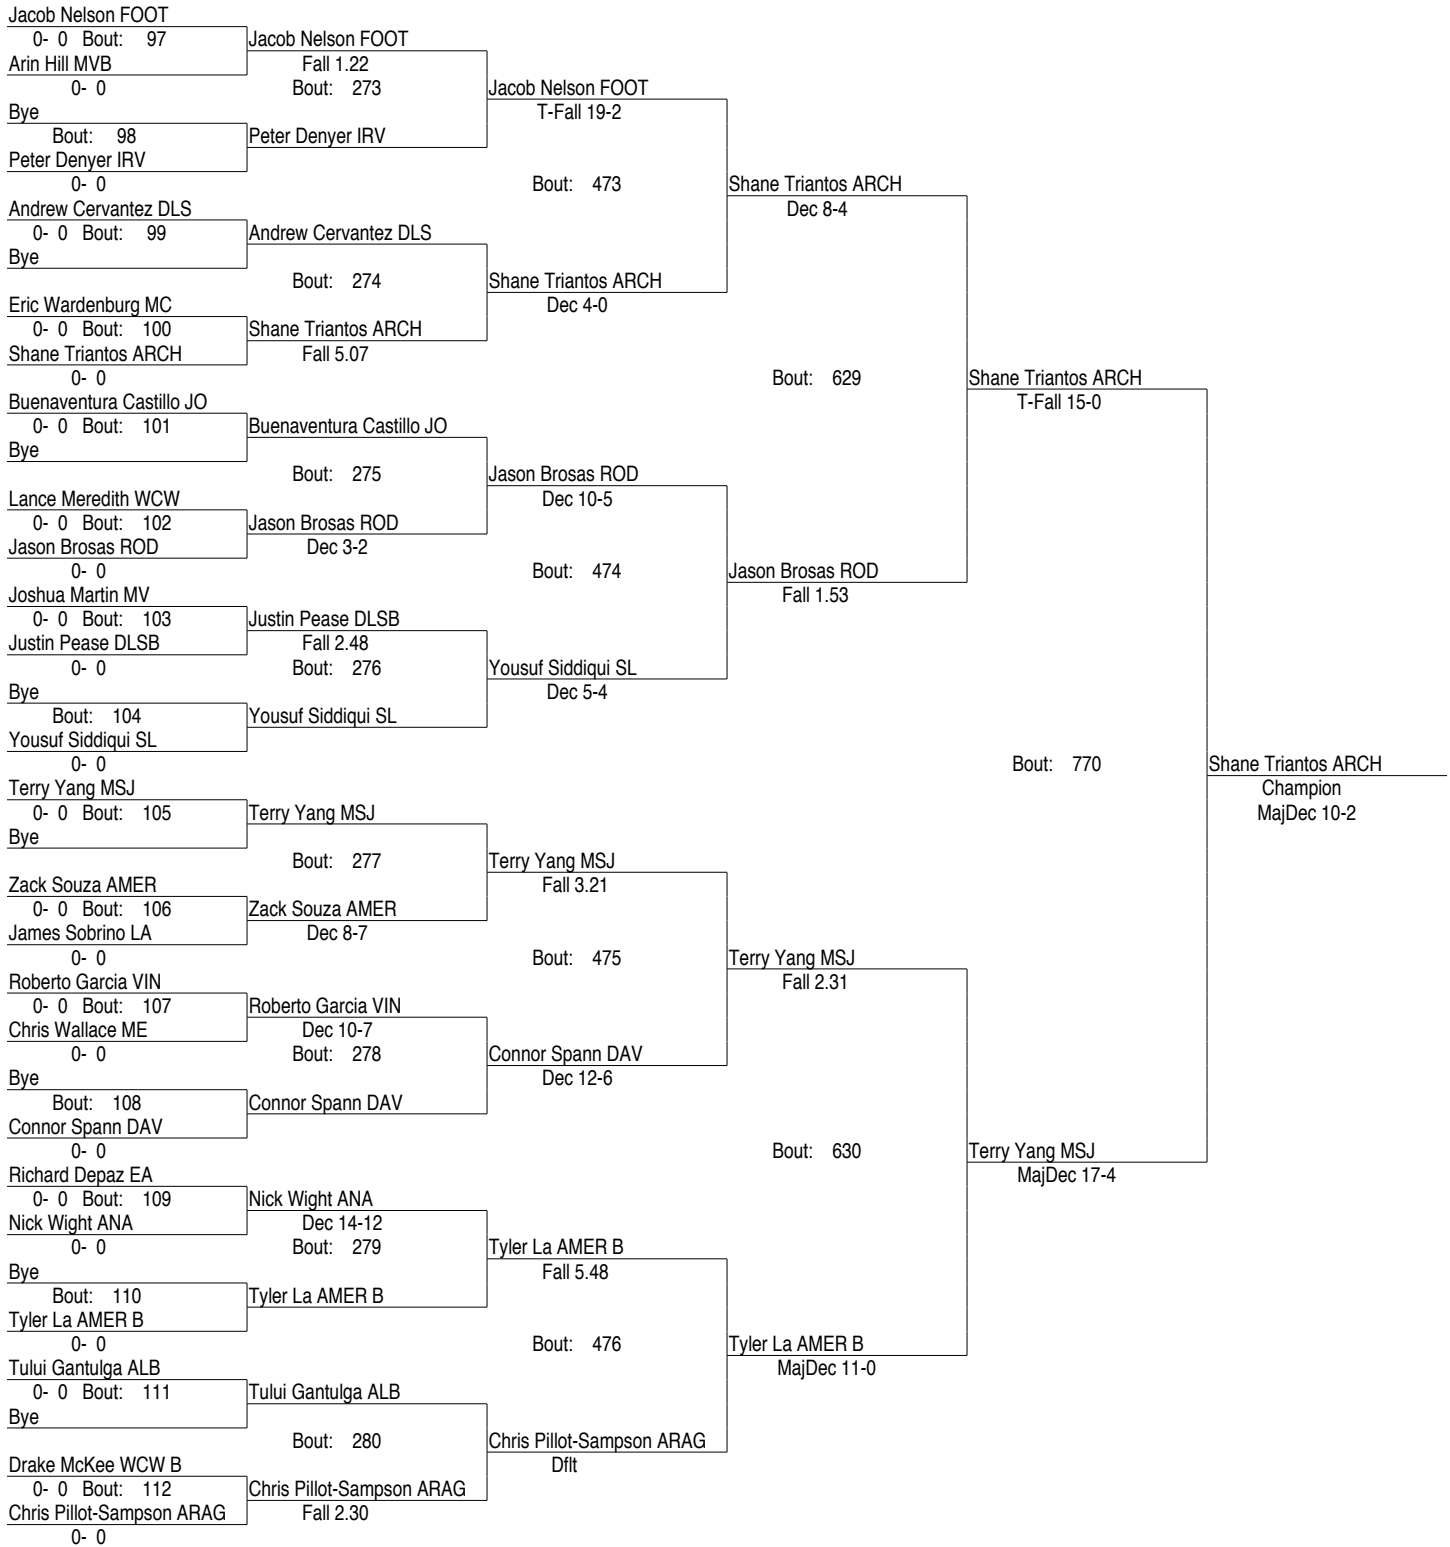 Jacob Nelson FOOT
0- 0 Bout: 97
Arin Hill MVB
0- 0
Bye
Bout: 98
Peter Denyer IRV
0- 0
Andrew Cervantez DLS
0- 0 Bout: 99
Bye
Eric Wardenburg MC
0- 0 Bout: 100
Shane Triantos ARCH
0- 0
Buenaventura Castillo JO
0- 0 Bout: 101
Bye
Lance Meredith WCW
0- 0 Bout: 102
Jason Brosas ROD
0- 0
Joshua Martin MV
0- 0 Bout: 103
Justin Pease DLSB
0- 0
Bye
Bout: 104
Yousuf Siddiqui SL
0- 0
Terry Yang MSJ
0- 0 Bout: 105
Bye
Zack Souza AMER
0- 0 Bout: 106
James Sobrino LA
0- 0
Roberto Garcia VIN
0- 0 Bout: 107
Chris Wallace ME
0- 0
Bye
Bout: 108
Connor Spann DAV
0- 0
Richard Depaz EA
0- 0 Bout: 109
Nick Wight ANA
0- 0
Bye
Bout: 110
Tyler La AMER B
0- 0
Tului Gantulga ALB
0- 0 Bout: 111
Bye
Drake McKee WCW B
0- 0 Bout: 112
Chris Pillot-Sampson ARAG
0- 0
Jacob Nelson FOOT
Fall 1.22
Bout: 273
Peter Denyer IRV
Andrew Cervantez DLS
Bout: 274
Shane Triantos ARCH
Fall 5.07
Buenaventura Castillo JO
Bout: 275
Jason Brosas ROD
Dec 3-2
Justin Pease DLSB
Fall 2.48
Bout: 276
Yousuf Siddiqui SL
Terry Yang MSJ
Bout: 277
Zack Souza AMER
Dec 8-7
Roberto Garcia VIN
Dec 10-7
Bout: 278
Connor Spann DAV
Nick Wight ANA
Dec 14-12
Bout: 279
Tyler La AMER B
Tului Gantulga ALB
Bout: 280
Chris Pillot-Sampson ARAG
Fall 2.30
Jacob Nelson FOOT
T-Fall 19-2
Bout: 473
Shane Triantos ARCH
Dec 4-0
Jason Brosas ROD
Dec 10-5
Bout: 474
Yousuf Siddiqui SL
Dec 5-4
Terry Yang MSJ
Fall 3.21
Bout: 475
Connor Spann DAV
Dec 12-6
Tyler La AMER B
Fall 5.48
Bout: 476
Chris Pillot-Sampson ARAG
Dflt
Shane Triantos ARCH
Dec 8-4
Bout: 629
Jason Brosas ROD
Fall 1.53
Terry Yang MSJ
Fall 2.31
Bout: 630
Tyler La AMER B
MajDec 11-0
Shane Triantos ARCH
T-Fall 15-0
Bout: 770
Terry Yang MSJ
MajDec 17-4
Shane Triantos ARCH
Champion
MajDec 10-2